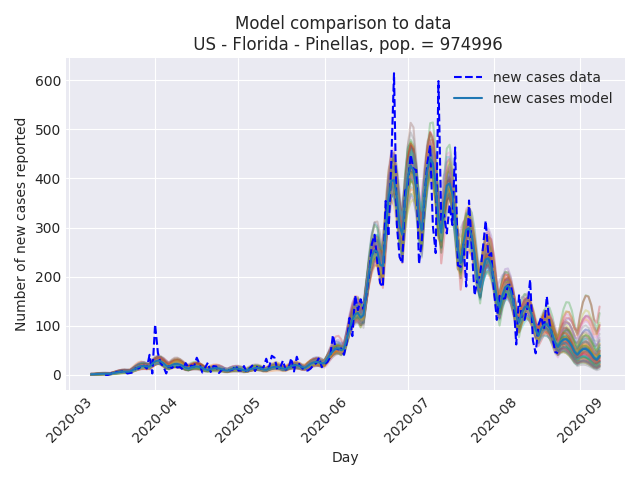 Model comparison to data
US - Florida - Pinellas, pop. = 974996
new cases data
new cases model
Number of new cases reported
600
500
400
300
200
100
0
2020-03
2020-04
2020-05
2020-06
2020-07
2020-08
2020-09
Day